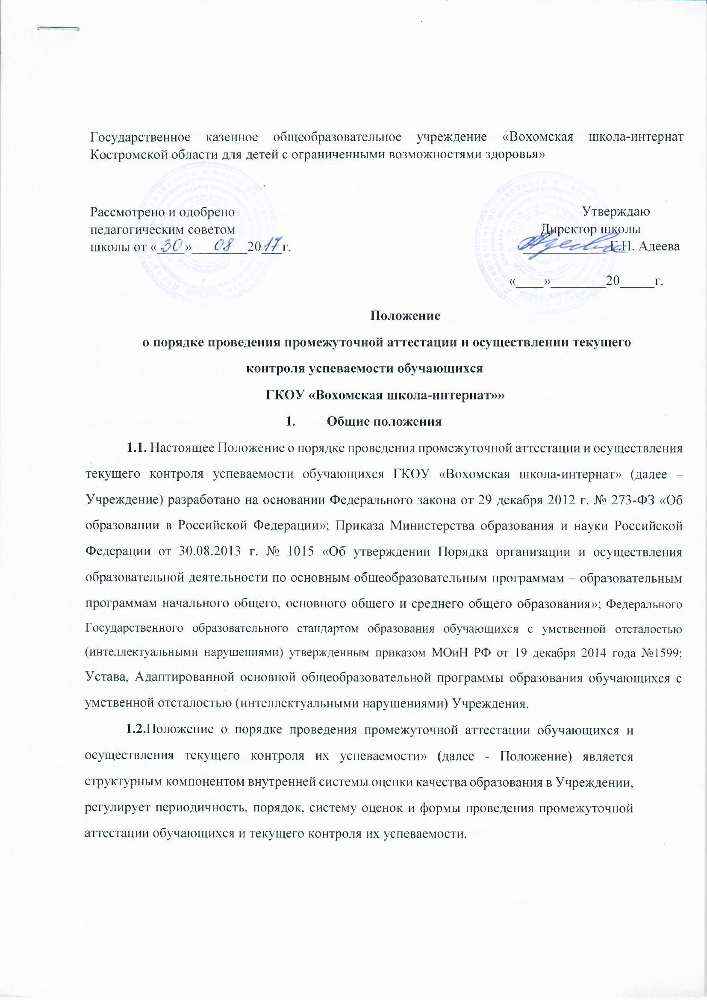 Государственное казенное общеобразовательное учреждение «Вохомская школа-интернат
Костромской области для детей с ограниченными возможностями здоровья»
Рассмотрено и одобрено
педагогическим советом
школы от «30» 08 2017г.
Утверждаю
Директор школы
____________Г.П. Адеева
«____»________20_____г.
Положение
о порядке проведения промежуточной аттестации и осуществлении текущего
контроля успеваемости обучающихся
ГКОУ «Вохомская школа-интернат»»
1. Общие положения
1.1. Настоящее Положение о порядке проведения промежуточной аттестации и осуществления
текущего контроля успеваемости обучающихся ГКОУ «Вохомская школа-интернат» (далее –
Учреждение) разработано на основании Федерального закона от 29 декабря 2012 г. № 273-ФЗ «Об
образовании в Российской Федерации»; Приказа Министерства образования и науки Российской
Федерации от 30.08.2013 г. № 1015 «Об утверждении Порядка организации и осуществления
образовательной деятельности по основным общеобразовательным программам – образовательным
программам начального общего, основного общего и среднего общего образования»; Федерального
Государственного образовательного стандартом образования обучающихся с умственной отсталостью
(интеллектуальными нарушениями) утвержденным приказом МОиН РФ от 19 декабря 2014 года №1599;
Устава, Адаптированной основной общеобразовательной программы образования обучающихся с
умственной отсталостью (интеллектуальными нарушениями) Учреждения.
1.2.Положение о порядке проведения промежуточной аттестации обучающихся и
осуществления текущего контроля их успеваемости» (далее - Положение) является
структурным компонентом внутренней системы оценки качества образования в Учреждении,
регулирует периодичность, порядок, систему оценок и формы проведения промежуточной
аттестации обучающихся и текущего контроля их успеваемости.